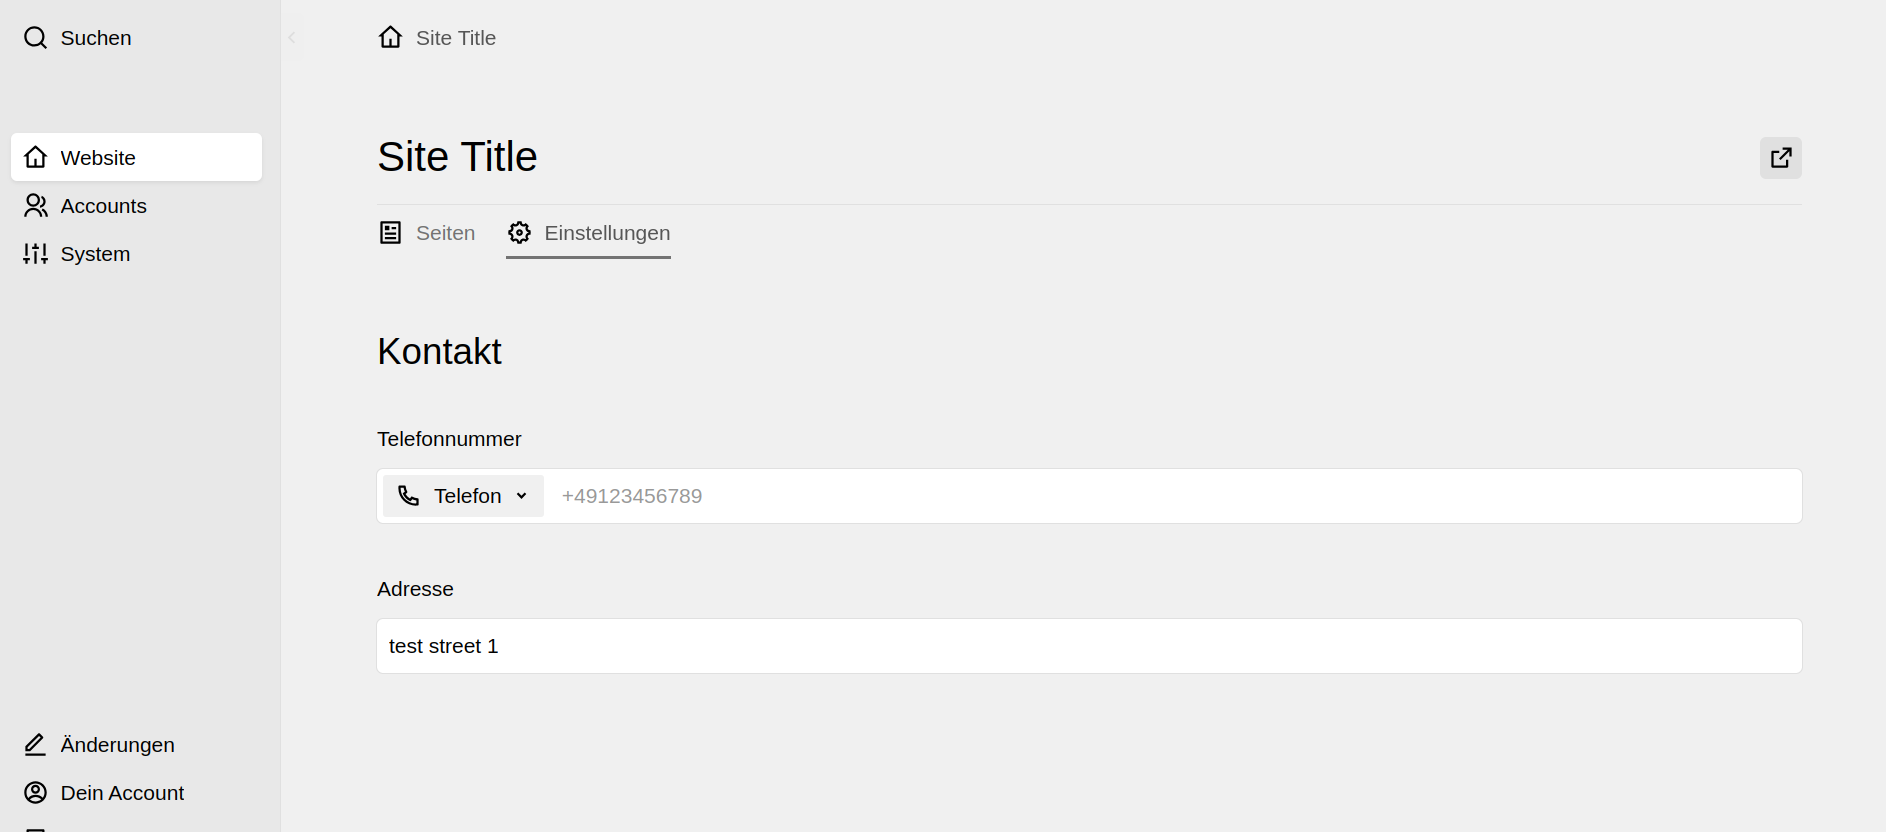 Suchen
Website
Accounts
System
Änderungen
Dein Account
Site Title
Site Title
Seiten
Einstellungen
Kontakt
Telefonnummer
Telefon +49123456789
Adresse
test street 1